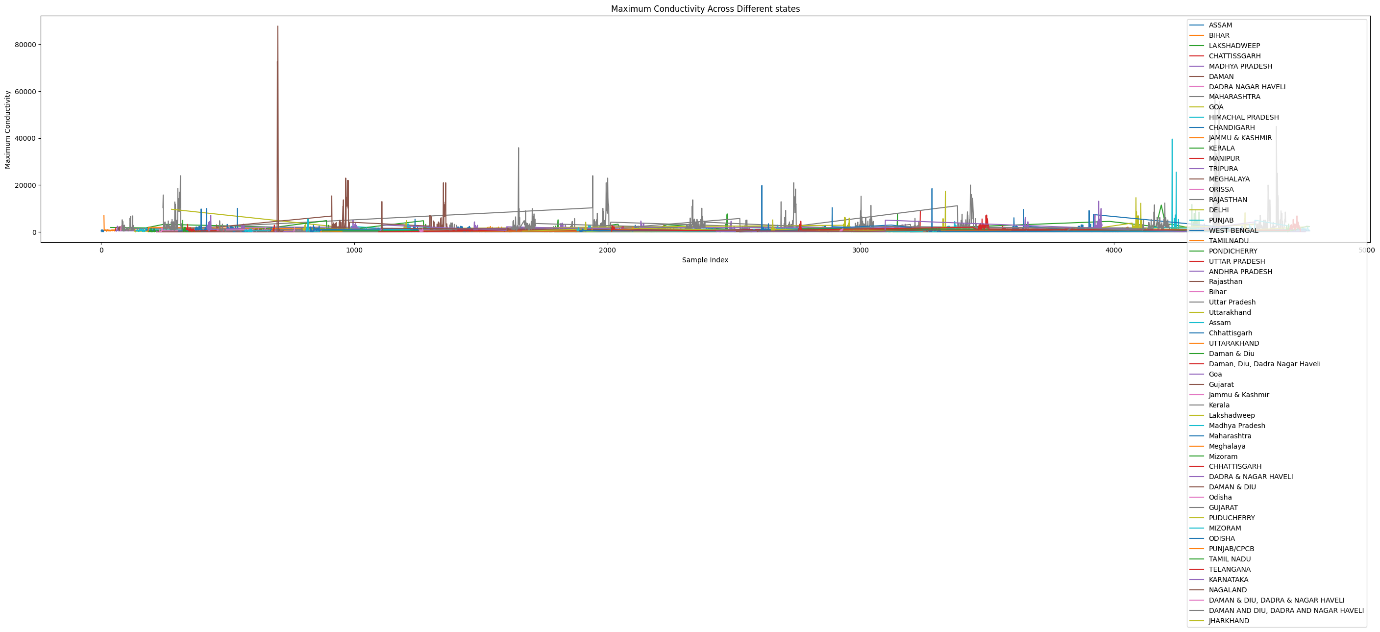 Maximum Conductivity Across Different states
Maximum Conductivity
80000
60000
40000
20000
0
0
1000
2000
3000
4000
5000
Sample Index
ASSAM
BIHAR
LAKSHADWEEP
CHATTISSGARH
MADHYA PRADESH
DAMAN
DADRA NAGAR HAVELI
MAHARASHTRA
GOA
HIMACHAL PRADESH
CHANDIGARH
JAMMU & KASHMIR
KERALA
MANIPUR
TRIPURA
MEGHALAYA
ORISSA
RAJASTHAN
DELHI
PUNJAB
WEST BENGAL
TAMILNADU
PONDICHERRY
UTTAR PRADESH
ANDHRA PRADESH
Rajasthan
Bihar
Uttar Pradesh
Uttarakhand
Assam
Chhattisgarh
UTTARAKHAND
Daman & Diu
Daman, Diu, Dadra Nagar Haveli
Goa
Gujarat
Jammu & Kashmir
Kerala
Lakshadweep
Madhya Pradesh
Maharashtra
Meghalaya
Mizoram
CHHATTISGARH
DADRA & NAGAR HAVELI
DAMAN & DIU
Odisha
GUJARAT
PUDUCHERRY
MIZORAM
ODISHA
PUNJAB/CPCB
TAMIL NADU
TELANGANA
KARNATAKA
NAGALAND
DAMAN & DIU, DADRA & NAGAR HAVELI
DAMAN AND DIU, DADRA AND NAGAR HAVELI
JHARKHAND